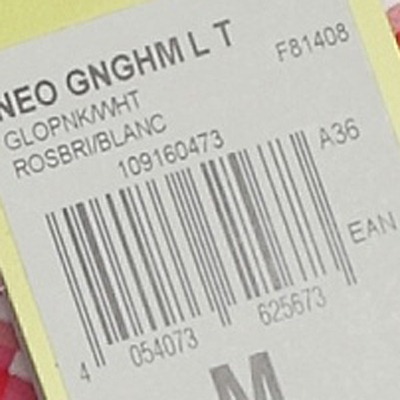 NEO GNGHM L T F81408
GLOPNK/WHT
ROSBRI/BLANC
109160473 A36
EAN
4 054073 625673
M